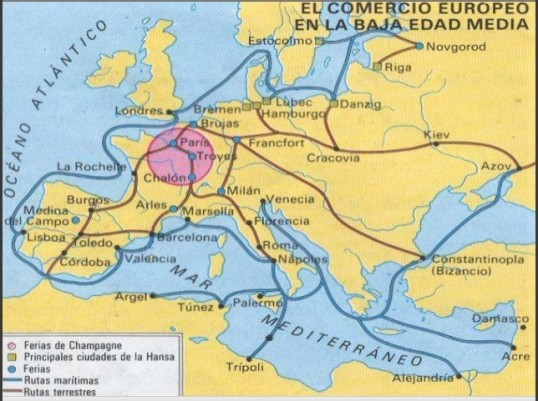 EL COMERCIO EUROPEO
EN LA BAJA EDAD MEDIA
OCÉANO ATLÁNTICO
Estocolmo
Novgorod
Riga
Londres
Bremen
Lübec
Hamburgo
Danzig
Brujas
París
Troyes
Francfort
Cracovia
Kiev
Azov
La Rochelle
Chalón
Burgos
Arles
Milán
Venecia
Medina
del Campo
Marsella
Florencia
Lisboa
Toledo
Barcelona
Roma
Córdoba
Valencia
Nápoles
Constantinopla
(Bizancio)
MAR
MEDITERRÁNEO
Argel
Túnez
Palermo
Damasco
Acre
Trípoli
Alejandría
Ferias de Champagne
Principales ciudades de la Hansa
Ferias
Rutas marítimas
Rutas terrestres